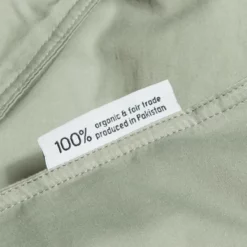 100% organic & fair trade
produced in Pakistan